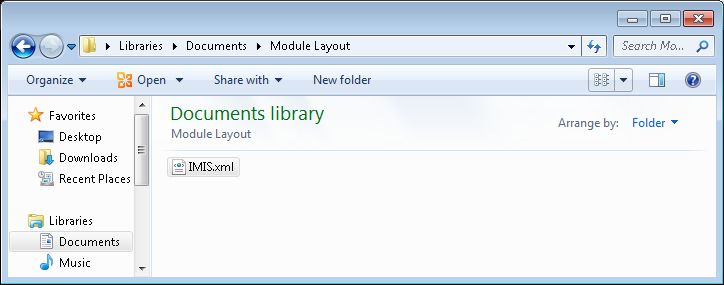 Libraries Documents Module Layout Search Mo...
Organize Open Share with New folder
Favorites
Desktop
Downloads
Recent Places
Libraries
Documents
Music
Documents library
Module Layout
Arrange by: Folder
IMIS.xml